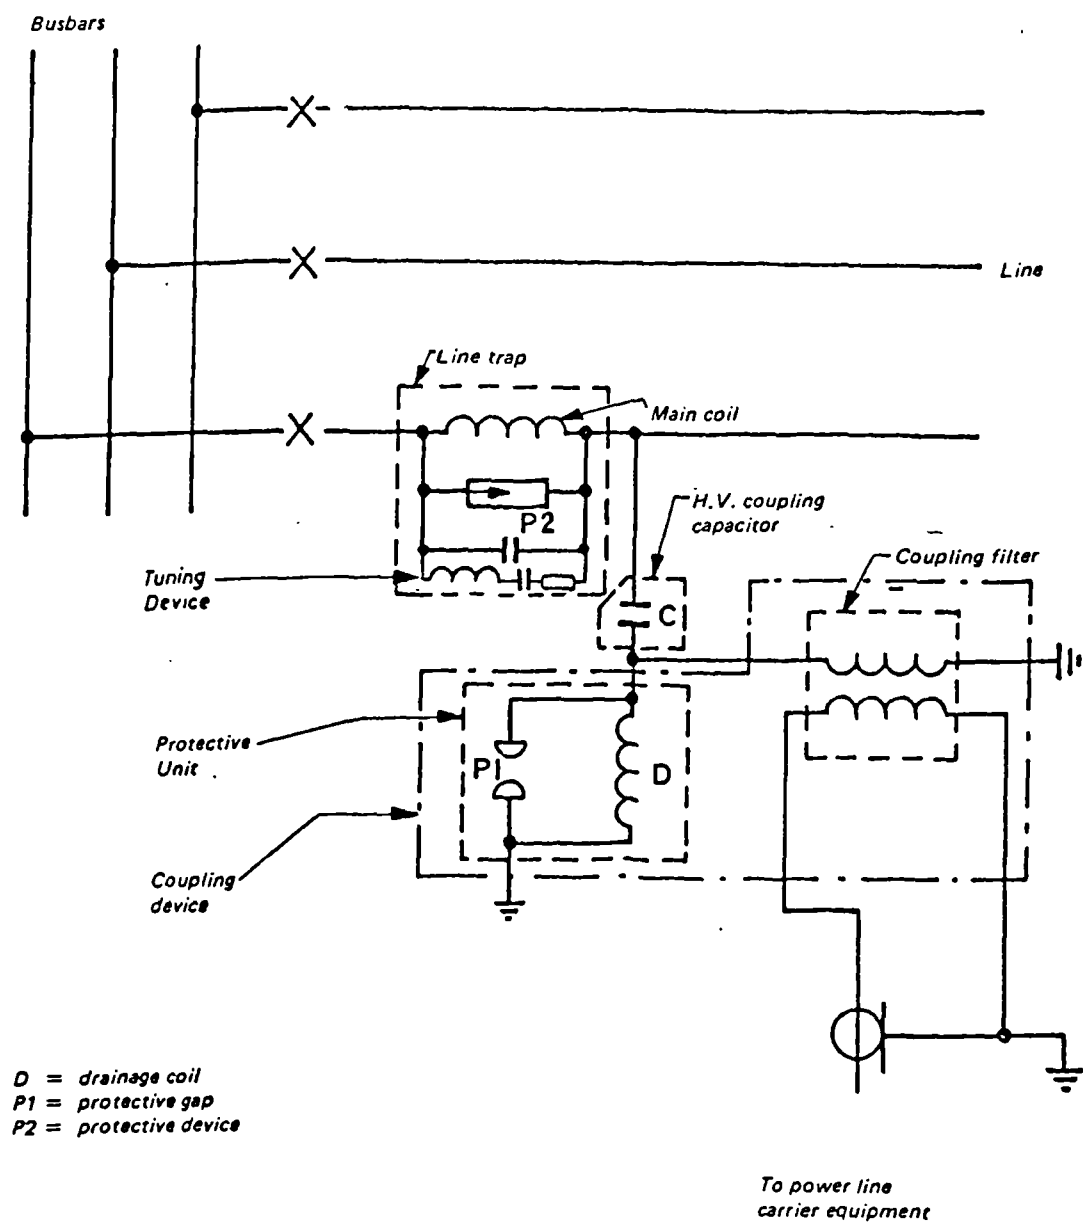 Busbars
Line
Line trap
Main coil
P2
H.V. coupling
capacitor
Tuning
Device
Coupling filter
C
Protective
Unit
P1
D
Coupling
device
D = drainage coil
P1 = protective gap
P2 = protective device
To power line
carrier equipment